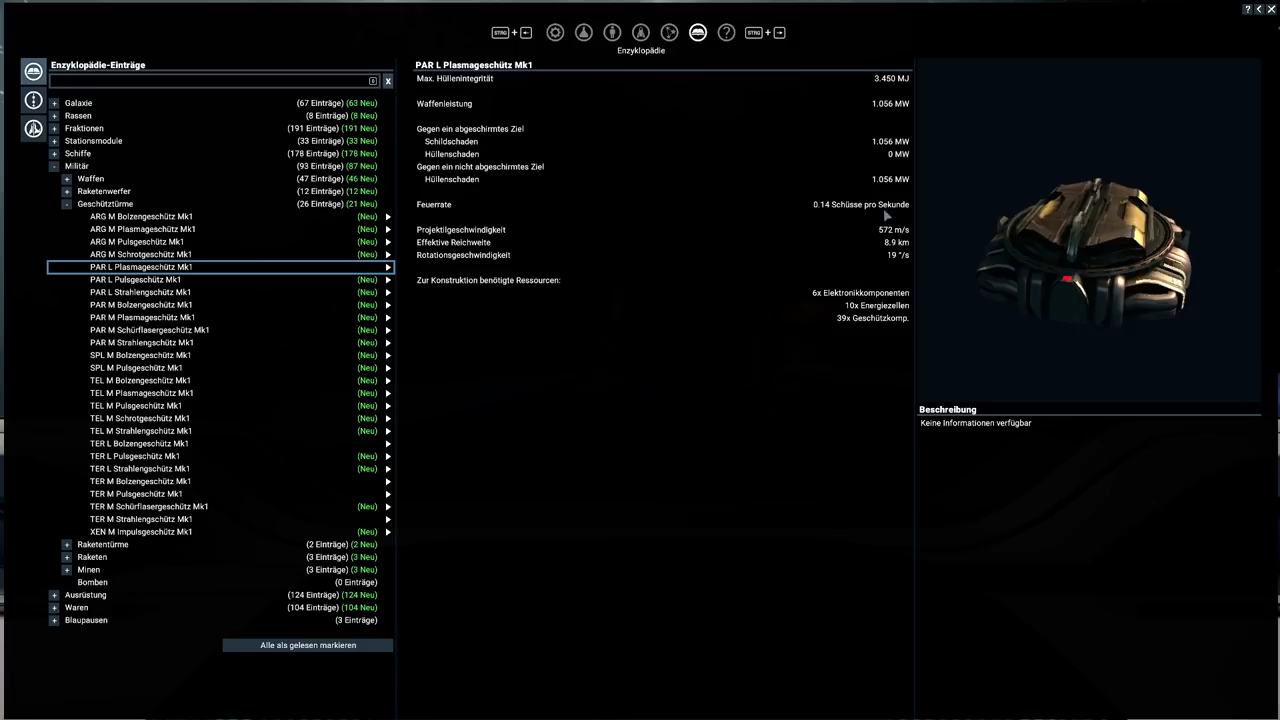 ? < X
STRG + ← STRG + →
Enzyklopädie
Enzyklopädie-Einträge
X
Galaxie (67 Einträge) (63 Neu)
Rassen (8 Einträge) (8 Neu)
Fraktionen (191 Einträge) (191 Neu)
Stationsmodule (33 Einträge) (33 Neu)
Schiffe (178 Einträge) (178 Neu)
Militär (93 Einträge) (87 Neu)
Waffen (47 Einträge) (46 Neu)
Raketenwerfer (12 Einträge) (12 Neu)
Geschütztürme (26 Einträge) (21 Neu)
ARG M Bolzengeschütz Mk1 (Neu)
ARG M Plasmageschütz Mk1 (Neu)
ARG M Pulsgeschütz Mk1 (Neu)
ARG M Schrotgeschütz Mk1 (Neu)
PAR L Plasmageschütz Mk1
PAR L Pulsgeschütz Mk1 (Neu)
PAR L Strahlengschütz Mk1 (Neu)
PAR M Bolzengeschütz Mk1 (Neu)
PAR M Plasmageschütz Mk1 (Neu)
PAR M Schürflasergeschütz Mk1 (Neu)
PAR M Strahlengschütz Mk1 (Neu)
SPL M Bolzengeschütz Mk1 (Neu)
SPL M Pulsgeschütz Mk1 (Neu)
TEL M Bolzengeschütz Mk1 (Neu)
TEL M Plasmageschütz Mk1 (Neu)
TEL M Pulsgeschütz Mk1 (Neu)
TEL M Schrotgeschütz Mk1 (Neu)
TEL M Strahlengschütz Mk1 (Neu)
TER L Bolzengeschütz Mk1
TER L Pulsgeschütz Mk1 (Neu)
TER L Strahlengschütz Mk1 (Neu)
TER M Bolzengeschütz Mk1
TER M Pulsgeschütz Mk1
TER M Schürflasergeschütz Mk1 (Neu)
TER M Strahlengschütz Mk1
XEN M Impulsgeschütz Mk1 (Neu)
Raketentürme (2 Einträge) (2 Neu)
Raketen (3 Einträge) (3 Neu)
Minen (3 Einträge) (3 Neu)
Bomben (0 Einträge)
Ausrüstung (124 Einträge) (124 Neu)
Waren (104 Einträge) (104 Neu)
Blaupausen (3 Einträge)
Alle als gelesen markieren
PAR L Plasmageschütz Mk1
Max. Hüllenintegrität 3.450 MJ
Waffenleistung 1.056 MW
Gegen ein abgeschirmtes Ziel
Schildschaden 1.056 MW
Hüllenschaden 0 MW
Gegen ein nicht abgeschirmtes Ziel
Hüllenschaden 1.056 MW
Feuerrate 0.14 Schüsse pro Sekunde
Projektilgeschwindigkeit 572 m/s
Effektive Reichweite 8.9 km
Rotationsgeschwindigkeit 19 °/s
Zur Konstruktion benötigte Ressourcen:
6x Elektronikkomponenten
10x Energiezellen
39x Geschützkomp.
Beschreibung
Keine Informationen verfügbar